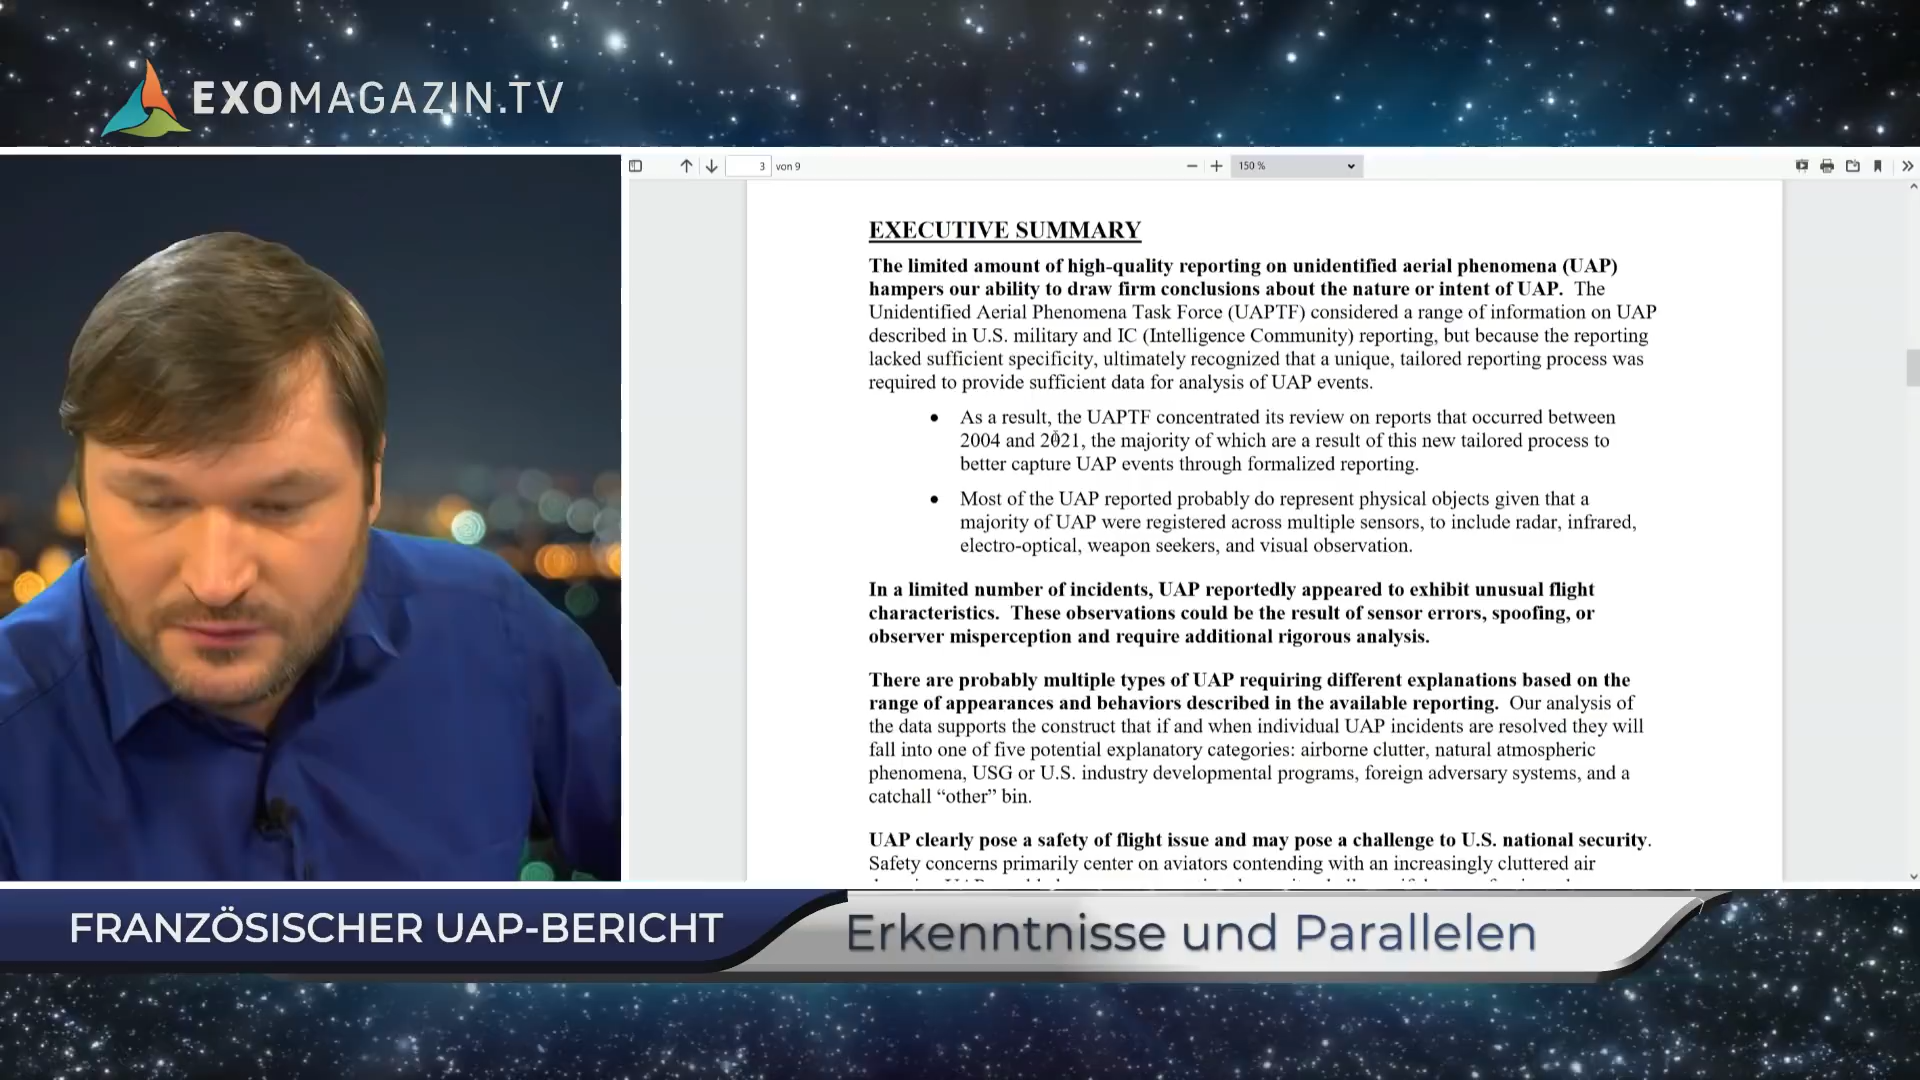 EXOMAGAZIN.TV
3 von 9
150 %
EXECUTIVE SUMMARY
The limited amount of high-quality reporting on unidentified aerial phenomena (UAP)
hampers our ability to draw firm conclusions about the nature or intent of UAP. The
Unidentified Aerial Phenomena Task Force (UAPTF) considered a range of information on UAP
described in U.S. military and IC (Intelligence Community) reporting, but because the reporting
lacked sufficient specificity, ultimately recognized that a unique, tailored reporting process was
required to provide sufficient data for analysis of UAP events.
• As a result, the UAPTF concentrated its review on reports that occurred between
2004 and 2021, the majority of which are a result of this new tailored process to
better capture UAP events through formalized reporting.
• Most of the UAP reported probably do represent physical objects given that a
majority of UAP were registered across multiple sensors, to include radar, infrared,
electro-optical, weapon seekers, and visual observation.
In a limited number of incidents, UAP reportedly appeared to exhibit unusual flight
characteristics. These observations could be the result of sensor errors, spoofing, or
observer misperception and require additional rigorous analysis.
There are probably multiple types of UAP requiring different explanations based on the
range of appearances and behaviors described in the available reporting. Our analysis of
the data supports the construct that if and when individual UAP incidents are resolved they will
fall into one of five potential explanatory categories: airborne clutter, natural atmospheric
phenomena, USG or U.S. industry developmental programs, foreign adversary systems, and a
catchall “other” bin.
UAP clearly pose a safety of flight issue and may pose a challenge to U.S. national security.
Safety concerns primarily center on aviators contending with an increasingly cluttered air
FRANZÖSISCHER UAP-BERICHT
Erkenntnisse und Parallelen